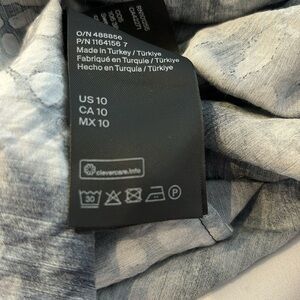 O/N 488856
P/N 1164156 7
Made in Turkey / Türkiye
Fabriqué en Turquie / Türkiye
Hecho en Turquía / Türkiye
US 10
CA 10
MX 10
clevercare.info
30
P